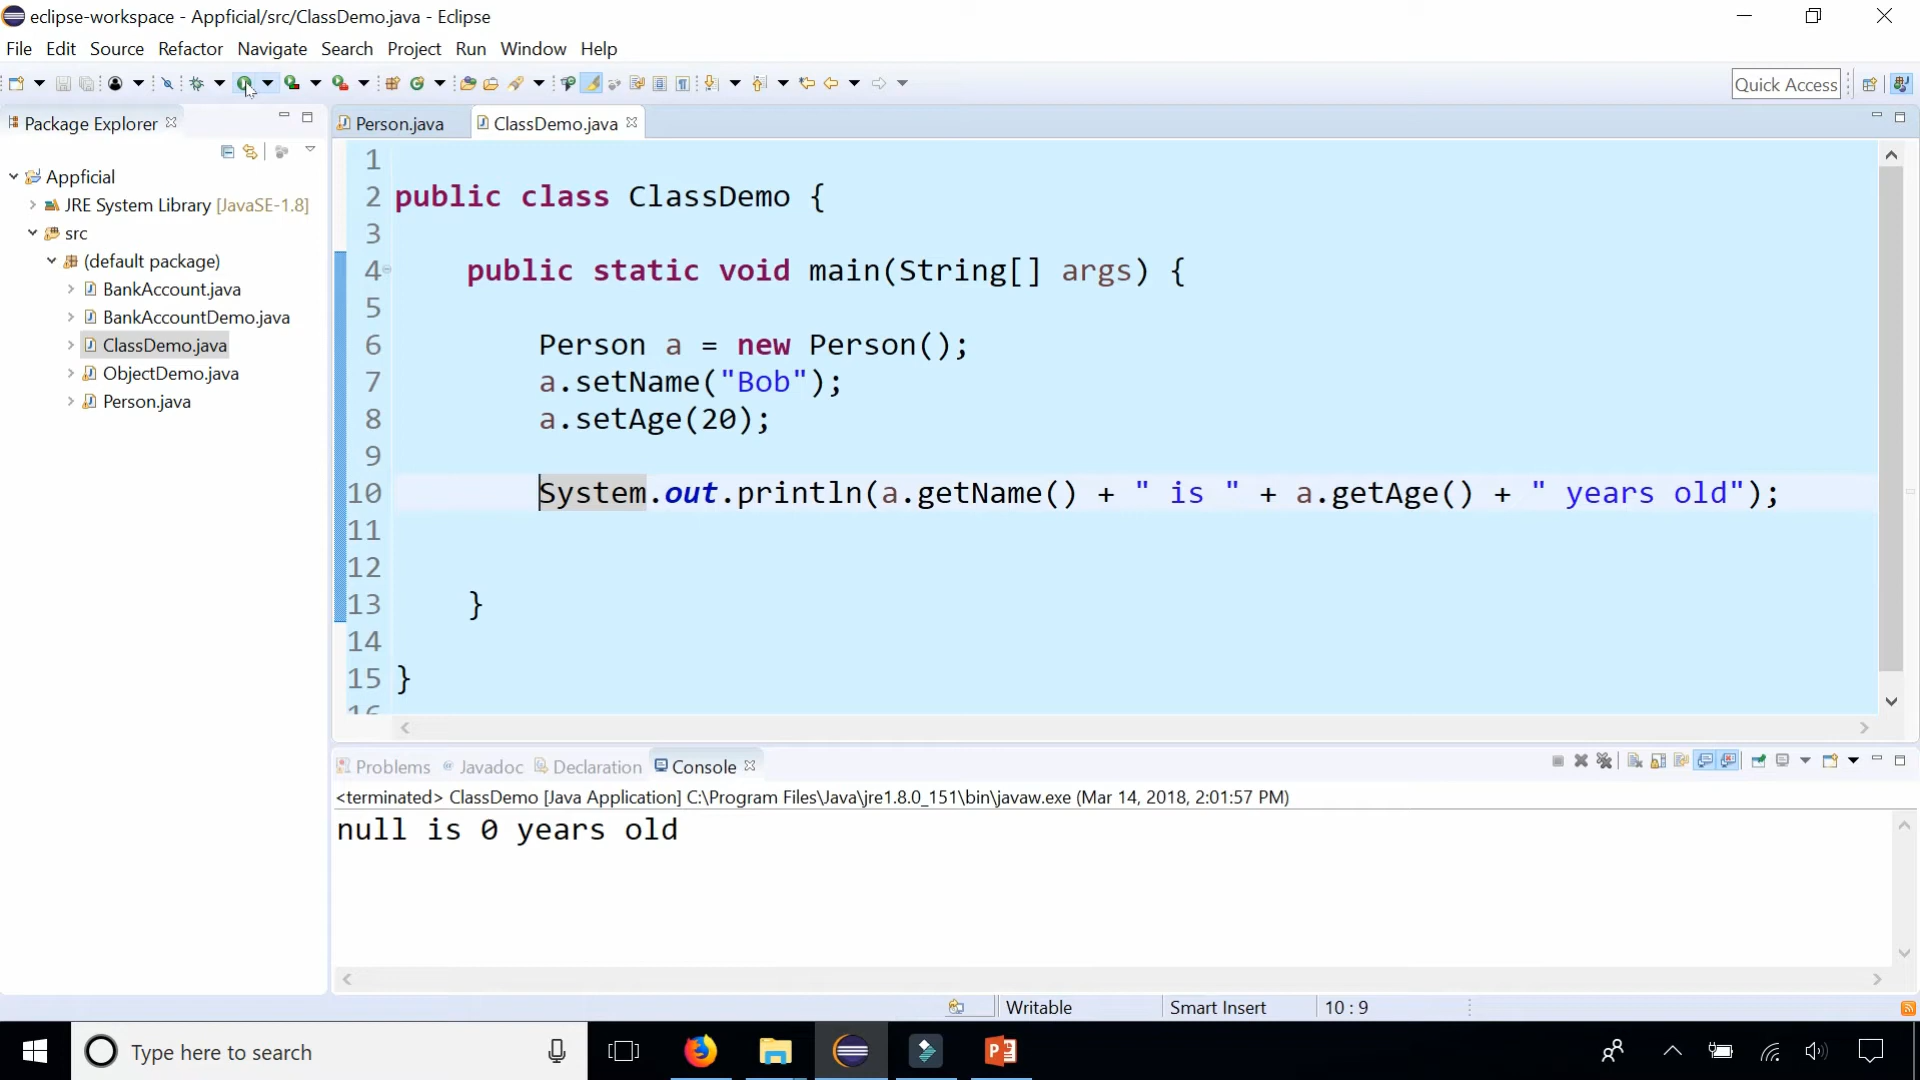 eclipse-workspace - Appficial/src/ClassDemo.java - Eclipse
File Edit Source Refactor Navigate Search Project Run Window Help
Quick Access
Package Explorer
Person.java
ClassDemo.java
Appficial
JRE System Library [JavaSE-1.8]
src
(default package)
BankAccount.java
BankAccountDemo.java
ClassDemo.java
ObjectDemo.java
Person.java
1
2 public class ClassDemo {
3
4 public static void main(String[] args) {
5
6 Person a = new Person();
7 a.setName("Bob");
8 a.setAge(20);
9
10 System.out.println(a.getName() + " is " + a.getAge() + " years old");
11
12
13 }
14
15 }
16
Problems Javadoc Declaration Console
<terminated> ClassDemo [Java Application] C:\Program Files\Java\jre1.8.0_151\bin\javaw.exe (Mar 14, 2018, 2:01:57 PM)
null is 0 years old
Writable Smart Insert 10 : 9
Type here to search